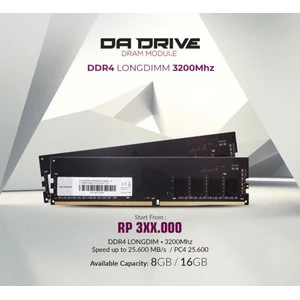 DA DRIVE
DRAM MODULE
DDR4 LONGDIMM 3200Mhz
Start From :
RP 3XX.000
DDR4 LONGDIM • 3200Mhz
Speed up to 25.600 MB/s / PC4 25.600
Available Capacity: 8GB / 16GB